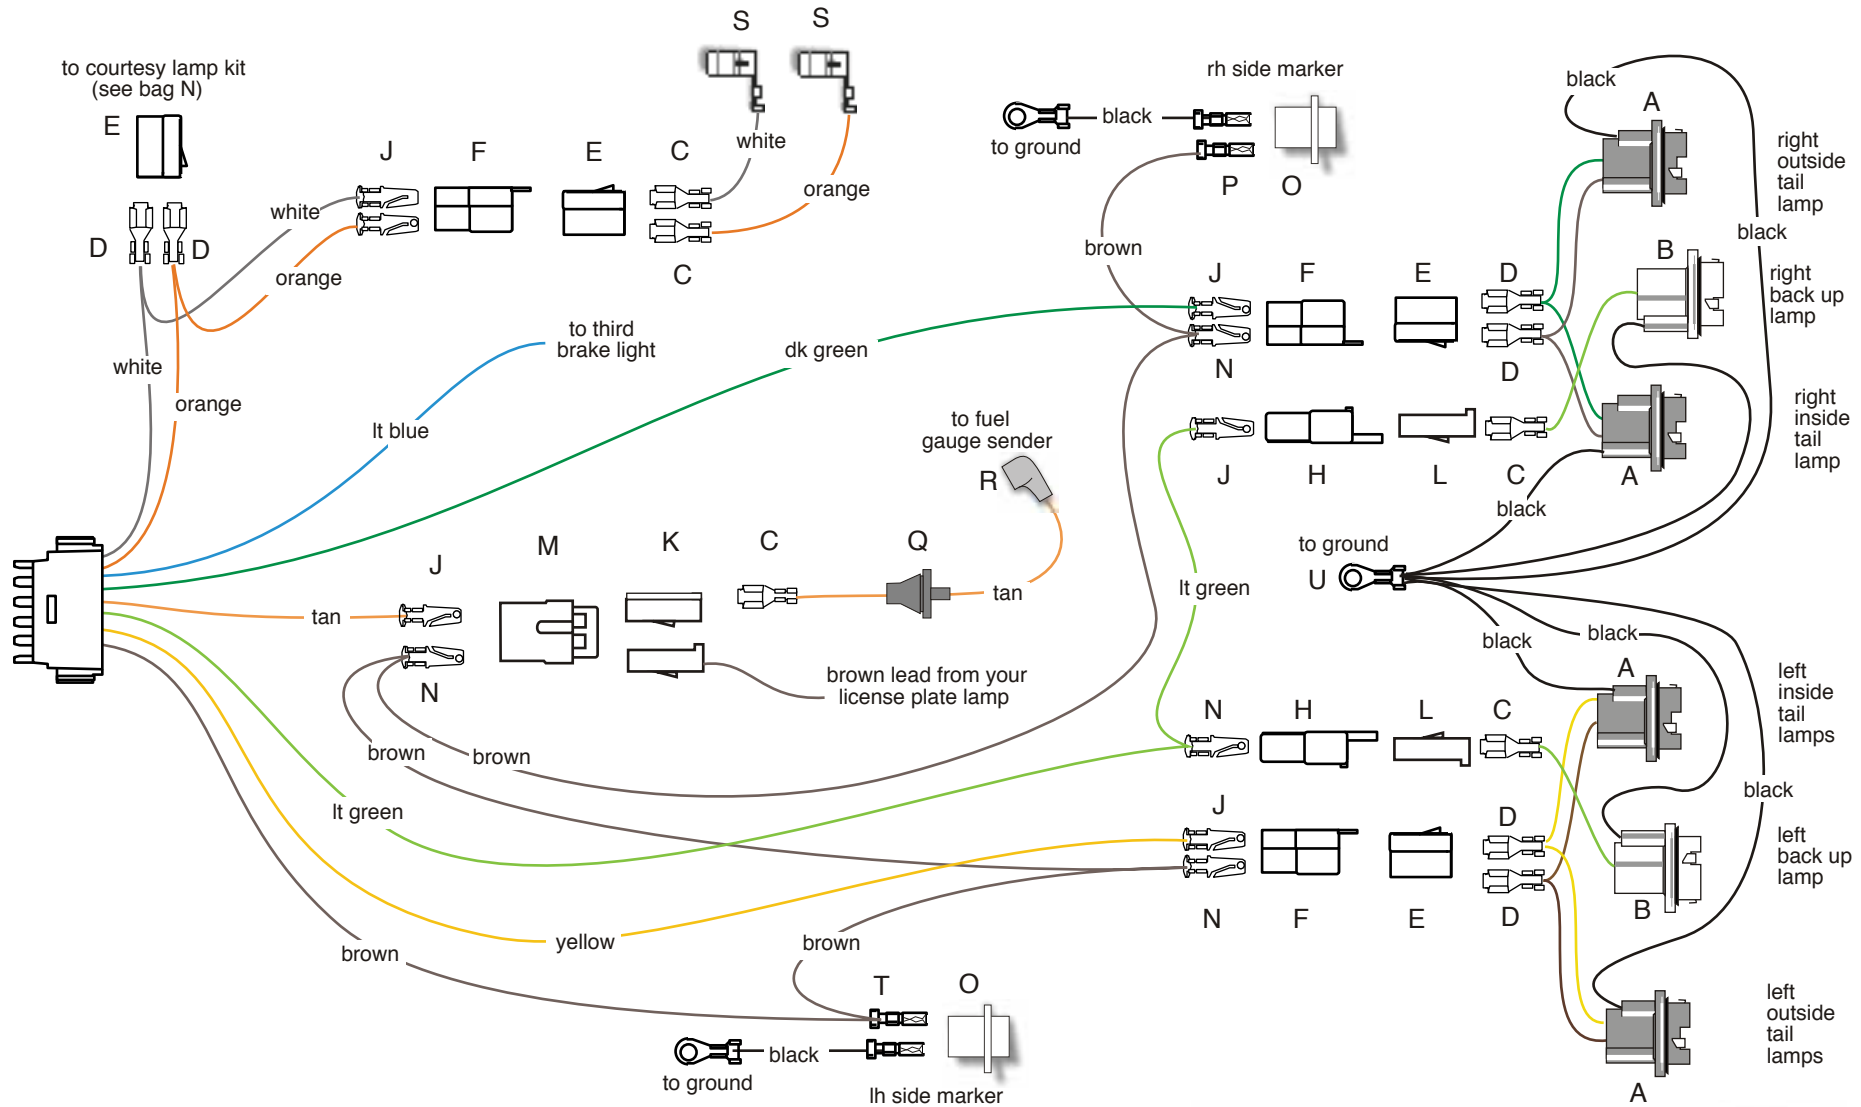 S
S
to courtesy lamp kit
(see bag N)
E
D
D
white
orange
J
F
E
C
C
white
orange
white
orange
to third
brake light
lt blue
dk green
rh side marker
black
to ground
P
O
brown
J
F
E
D
N
D
J
H
L
C
black
A
right
outside
tail
lamp
black
B
right
back up
lamp
right
inside
tail
lamp
A
black
to ground
U
to fuel
gauge sender
R
J
M
K
C
Q
tan
tan
N
brown lead from your
license plate lamp
lt green
black
black
A
left
inside
tail
lamps
brown
brown
N
H
L
C
lt green
J
D
black
left
back up
lamp
B
N
F
E
D
yellow
brown
brown
T
O
black
to ground
lh side marker
left
outside
tail
lamps
A